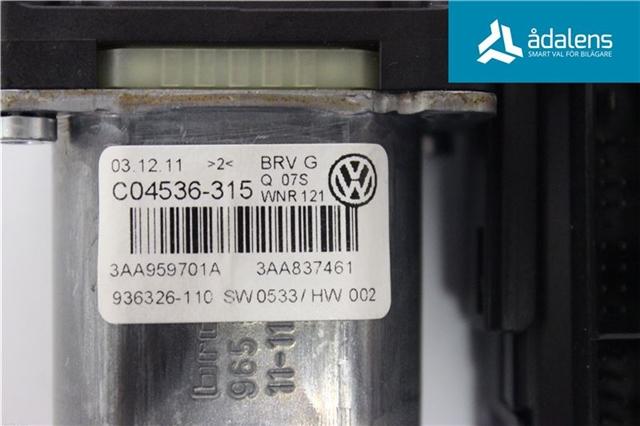 ådalens
SMART VAL FÖR BILÄGARE
03.12.11 >2< BRV G
C04536-315 Q 07S
WNR 121
3AA959701A 3AA837461
936326-110 SW 0533 / HW 002
965
11-11